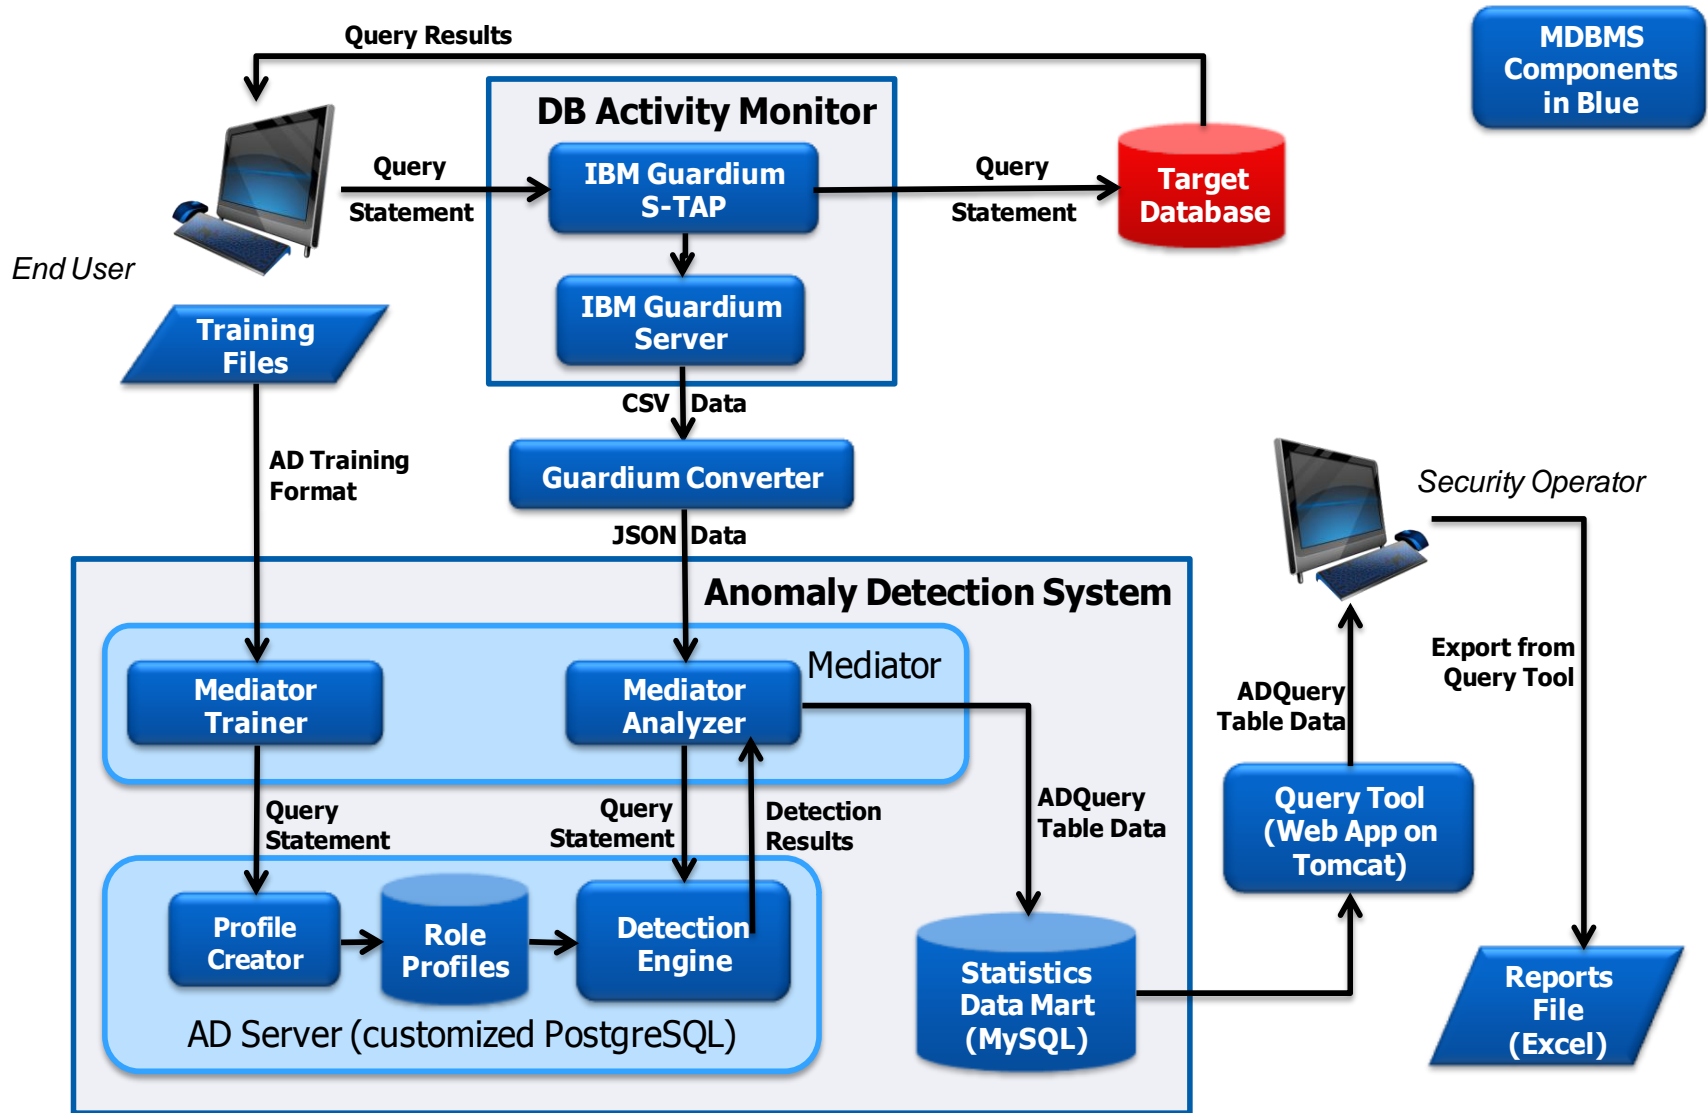 Query Results
MDBMS
Components
in Blue
DB Activity Monitor
Query
Statement
IBM Guardium
S-TAP
Query
Statement
Target
Database
End User
IBM Guardium
Server
Training
Files
CSV Data
AD Training
Format
Guardium Converter
Security Operator
JSON Data
Anomaly Detection System
Mediator
Mediator
Trainer
Mediator
Analyzer
Export from
Query Tool
ADQuery
Table Data
Query
Statement
Query
Statement
Detection
Results
ADQuery
Table Data
Query Tool
(Web App on
Tomcat)
Profile
Creator
Role
Profiles
Detection
Engine
Statistics
Data Mart
(MySQL)
Reports
File
(Excel)
AD Server (customized PostgreSQL)